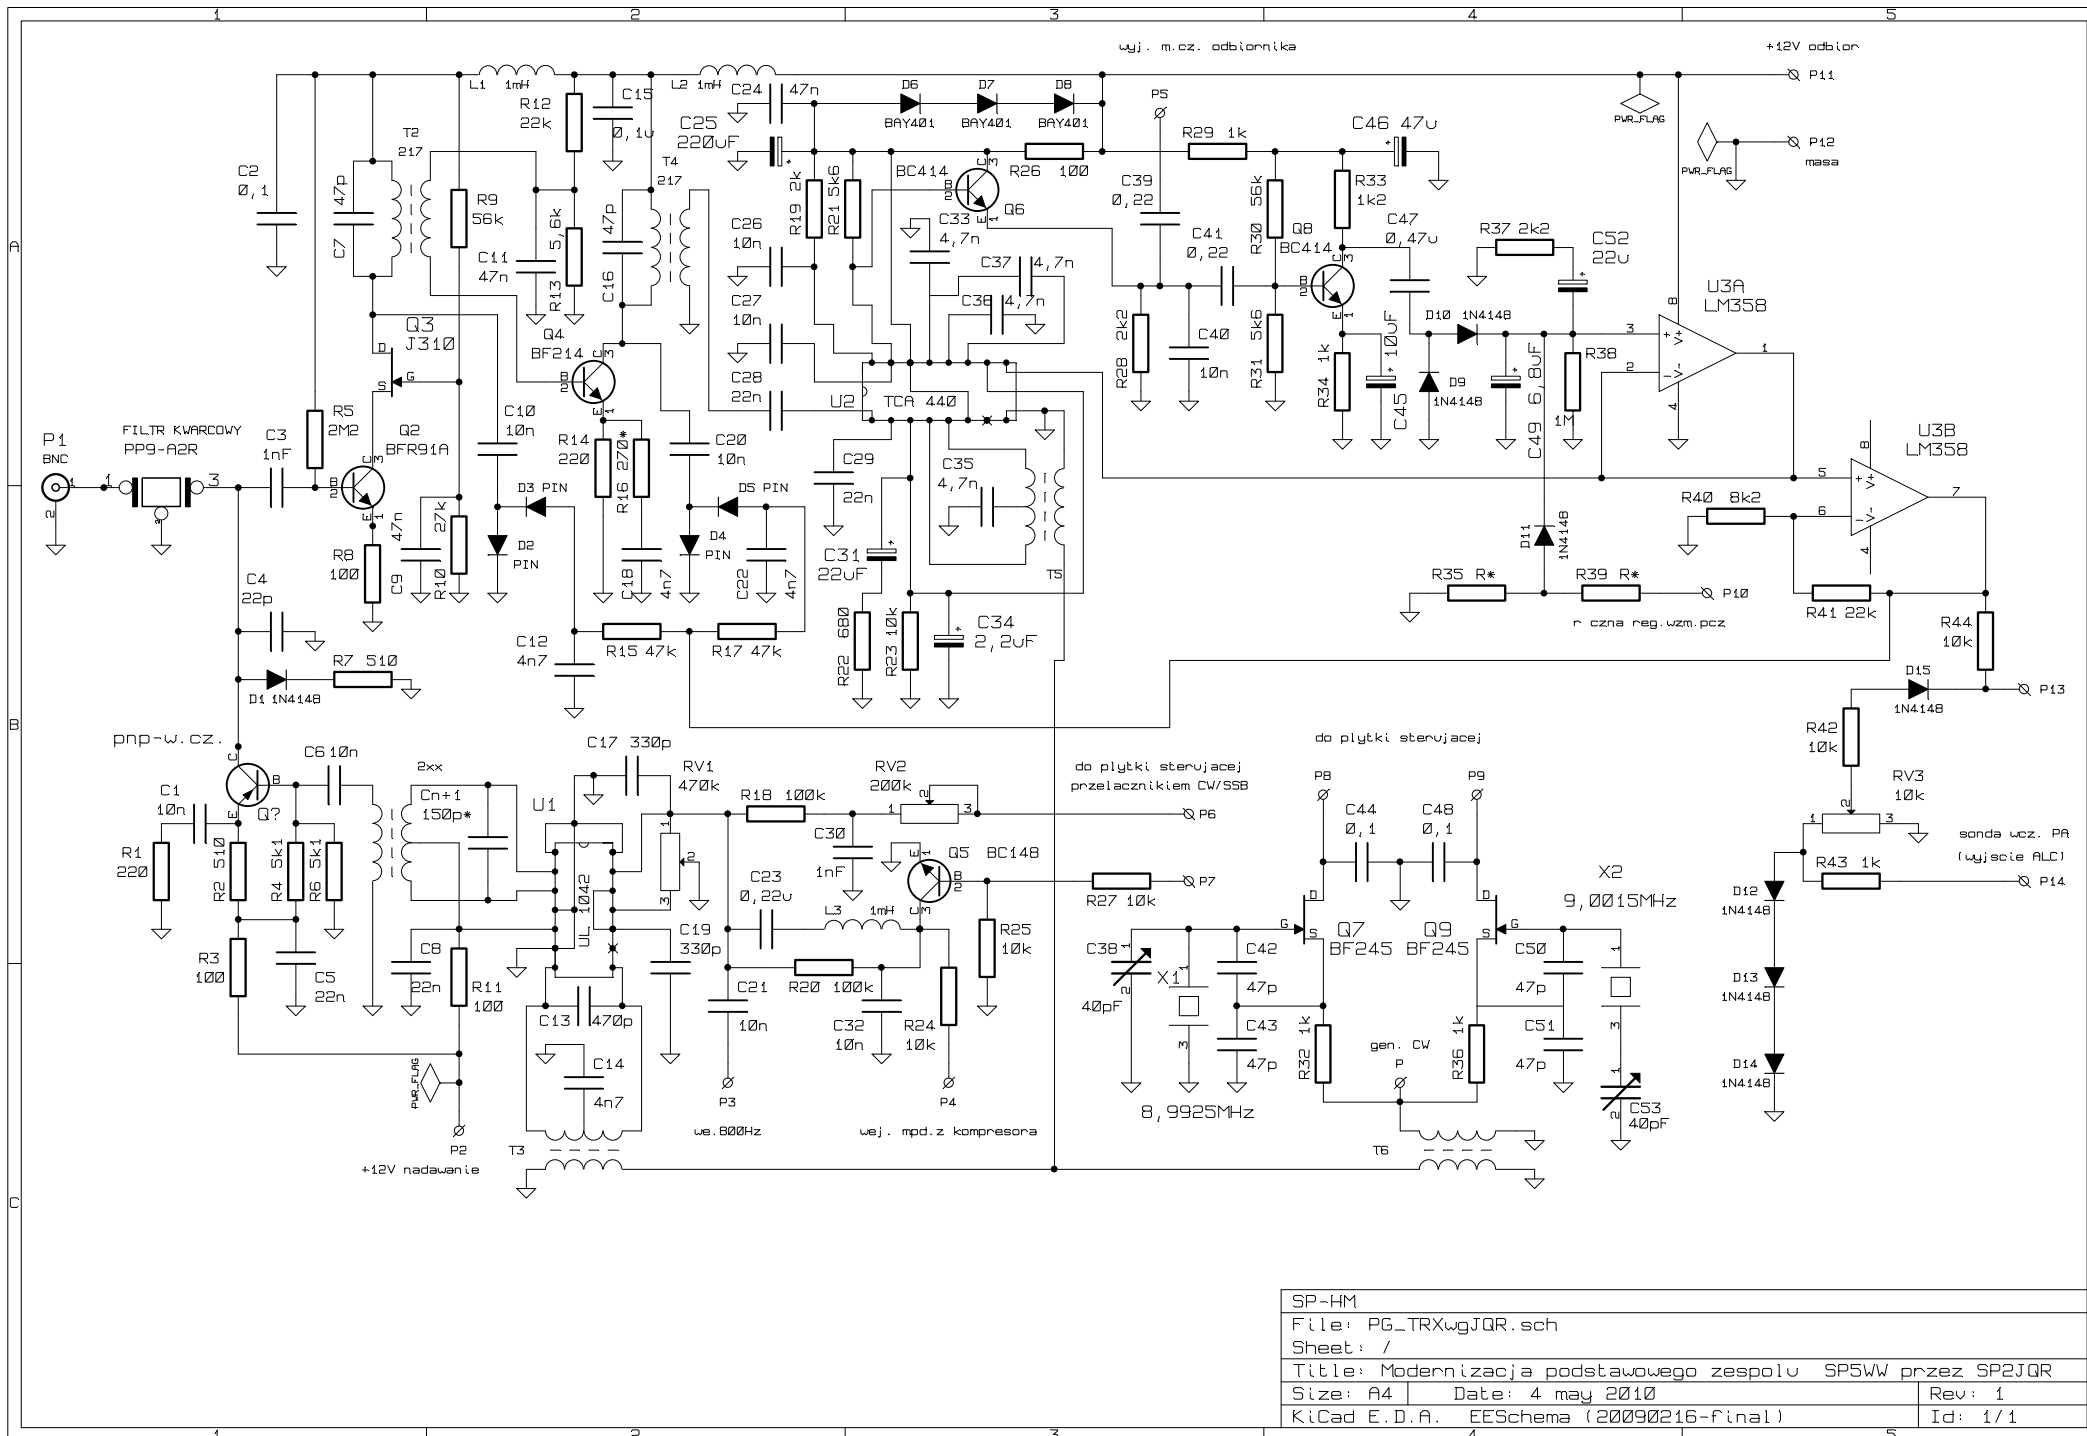 1 2 3 4 5
wyj. m.cz. odbiornika
+12V odbior
L1 1mH
L2 1mH
C24 47n
D6 BAY401
D7 BAY401
D8 BAY401
P5
PWR_FLAG
P11
R12 22k
C15 0,1u
C25 220uF
R29 1k
C46 47u
PWR_FLAG
P12
masa
T2 217
T4 217
BC414
Q6
R26 100
C2 0,1
47p
C7
R9 56k
R19 2k
R21 5k6
C39 0,22
R30 56k
R33 1k2
C47 0,47u
R37 2k2
C52 22u
A
C11 47n
R13 5,6k
C16 47p
C26 10n
C33 4,7n
C37 4,7n
C36 4,7n
C41 0,22
Q8 BC414
U3A LM358
Q3 J310
Q4 BF214
C27 10n
R28 2k2
C40 10n
R31 5k6
R34 1k
C45 10uF
D10 1N4148
D9 1N4148
C49 6,8uF
R38 1M
C28 22n
U2 TCA 440
P1 BNC
FILTR KWARCOWY
PP9-A2R
C3 1nF
R5 2M2
Q2 BFR91A
C10 10n
R14 220
R16 270*
C20 10n
C29 22n
C35 4,7n
U3B LM358
R40 8k2
D3 PIN
D5 PIN
D2 PIN
D4 PIN
R8 100
C9 47n
R10 27k
C18 4n7
C22 4n7
C31 22uF
T5
D11 1N4148
R35 R*
R39 R*
P10
r czna reg.wzm.pcz
R41 22k
R44 10k
C4 22p
C12 4n7
R15 47k
R17 47k
R22 680
R23 10k
C34 2,2uF
R7 510
D1 1N4148
D15 1N4148
P13
B
pnp-w.cz.
C6 10n
2xx
C17 330p
RV1 470k
RV2 200k
do plytki sterujacej
przelacznikiem CW/SSB
do plytki sterujacej
P8
P9
R42 10k
RV3 10k
C1 10n
Q?
Cn+1 150p*
U1
UL 1042
R18 100k
C30 1nF
P6
C44 0,1
C48 0,1
sonda wcz. PA
(wyjscie ALC)
R1 220
R2 510
R4 5k1
R6 5k1
C23 0,22u
L3 1mH
Q5 BC148
R27 10k
P7
X2
9,0015MHz
R43 1k
P14
D12 1N4148
R3 100
C5 22n
C8 22n
R11 100
C19 330p
R20 100k
R25 10k
C38 40pF
X1
C42 47p
Q7 BF245
Q9 BF245
C50 47p
D13 1N4148
C13 470p
C21 10n
C32 10n
R24 10k
C43 47p
R32 1k
gen. CW
P
R36 1k
C51 47p
D14 1N4148
PWR_FLAG
C14 4n7
P3
P4
8,9925MHz
C53 40pF
P2
+12V nadawanie
T3
we.800Hz
wej. mpd.z kompresora
T6
C
SP-HM
File: PG_TRXwgJQR.sch
Sheet: /
Title: Modernizacja podstawowego zespolu SP5WW przez SP2JQR
Size: A4 Date: 4 may 2010 Rev: 1
KiCad E.D.A. EESchema (20090216-final) Id: 1/1